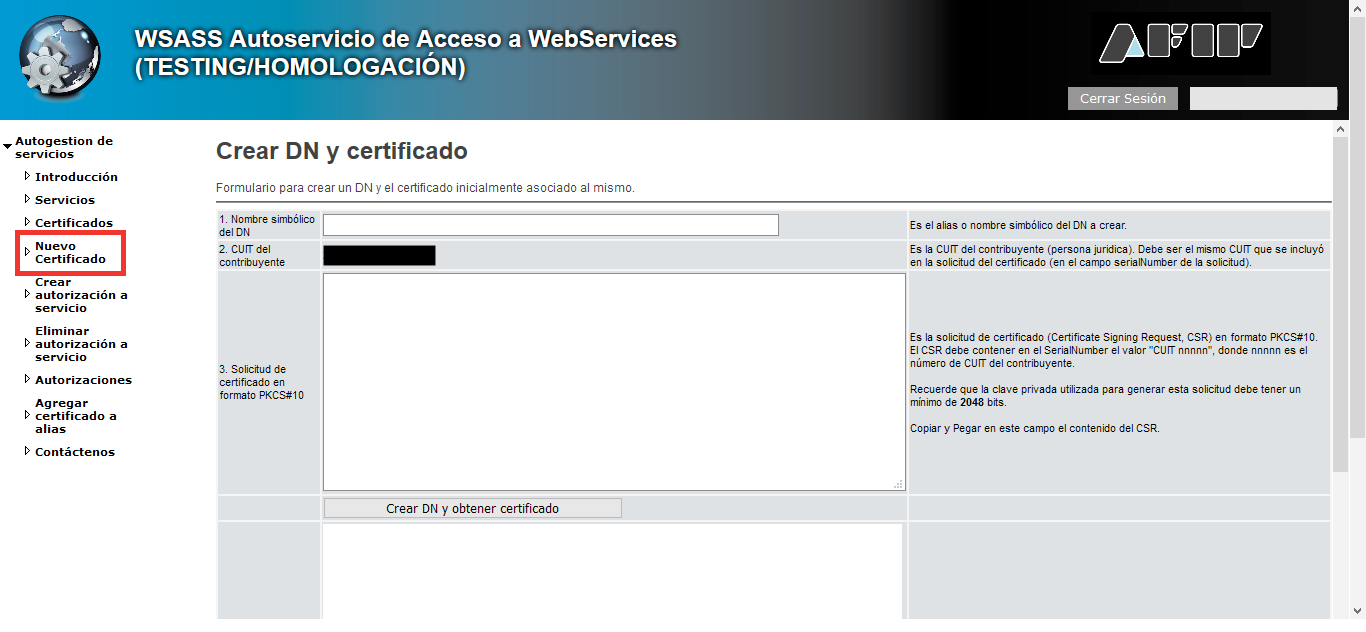 WSASS Autoservicio de Acceso a WebServices
(TESTING/HOMOLOGACIÓN)
AFIP
Cerrar Sesión
Autogestion de
servicios
Introducción
Servicios
Certificados
Nuevo
Certificado
Crear
autorización a
servicio
Eliminar
autorización a
servicio
Autorizaciones
Agregar
certificado a
alias
Contáctenos
Crear DN y certificado
Formulario para crear un DN y el certificado inicialmente asociado al mismo.
1. Nombre simbólico
del DN
Es el alias o nombre simbólico del DN a crear.
2. CUIT del
contribuyente
Es la CUIT del contribuyente (persona juridica). Debe ser el mismo CUIT que se incluyó
en la solicitud del certificado (en el campo serialNumber de la solicitud).
3. Solicitud de
certificado en
formato PKCS#10
Es la solicitud de certificado (Certificate Signing Request, CSR) en formato PKCS#10.
El CSR debe contener en el SerialNumber el valor "CUIT nnnnn", donde nnnnn es el
número de CUIT del contribuyente.
Recuerde que la clave privada utilizada para generar esta solicitud debe tener un
mínimo de 2048 bits.
Copiar y Pegar en este campo el contenido del CSR.
Crear DN y obtener certificado